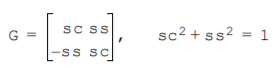 G = [ sc ss
-ss sc ], sc² + ss² = 1